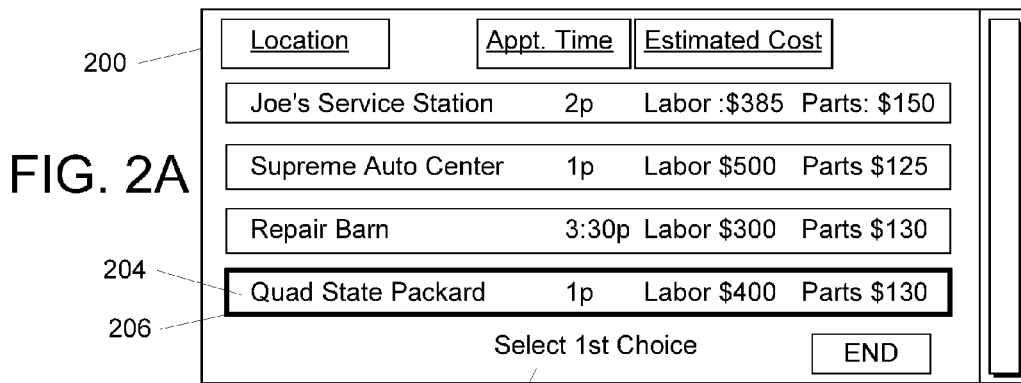 Location Appt. Time Estimated Cost
200
Joe's Service Station 2p Labor :$385 Parts: $150
FIG. 2A
Supreme Auto Center 1p Labor $500 Parts $125
Repair Barn 3:30p Labor $300 Parts $130
204
Quad State Packard 1p Labor $400 Parts $130
206
Select 1st Choice END